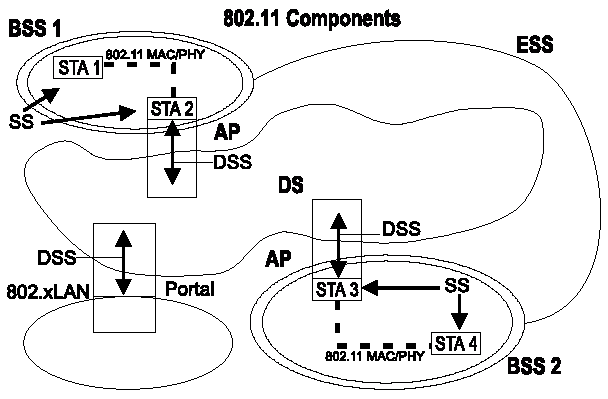 802.11 Components
BSS 1
ESS
802.11 MAC/PHY
STA 1
STA 2
SS
AP
DSS
DS
DSS
DSS
AP
802.xLAN
Portal
STA 3
SS
802.11 MAC/PHY
STA 4
BSS 2